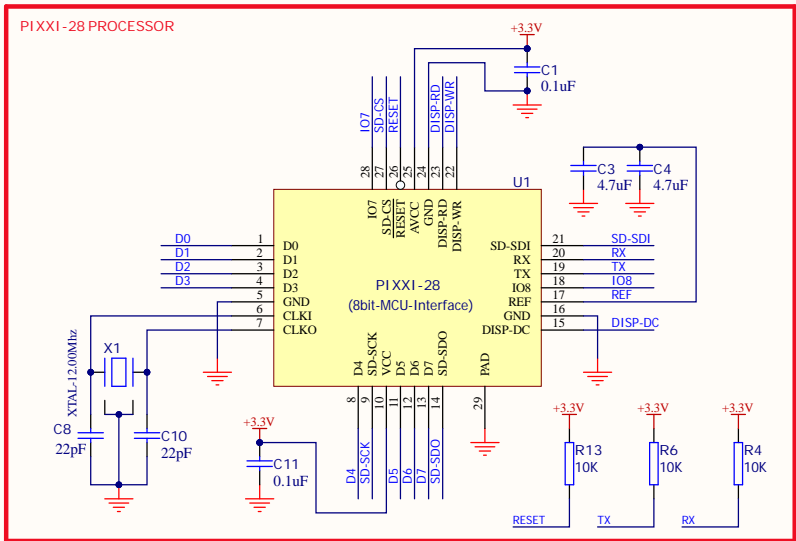 PIXXI-28 PROCESSOR
+3.3V
C1
0.1uF
IO7
SD-CS
RESET
DISP-RD
DISP-WR
28
27
26
25
24
23
22
U1
C3
4.7uF
C4
4.7uF
IO7
SD-CS
RESET
AVCC
GND
DISP-RD
DISP-WR
D0 1 D0
D1 2 D1
D2 3 D2
D3 4 D3
5 GND
6 CLKI
7 CLKO
PIXXI-28
(8bit-MCU-Interface)
SD-SDI 21 SD-SDI
RX 20 RX
TX 19 TX
IO8 18 IO8
REF 17 REF
GND 16
DISP-DC 15 DISP-DC
X1
XTAL-12.00Mhz
C8
22pF
C10
22pF
D4
SD-SCK
VCC
D5
D6
D7
SD-SDO
PAD
8
9
10
11
12
13
14
29
+3.3V
C11
0.1uF
D4
SD-SCK
D5
D6
D7
SD-SDO
+3.3V
R13
10K
RESET
+3.3V
R6
10K
TX
+3.3V
R4
10K
RX